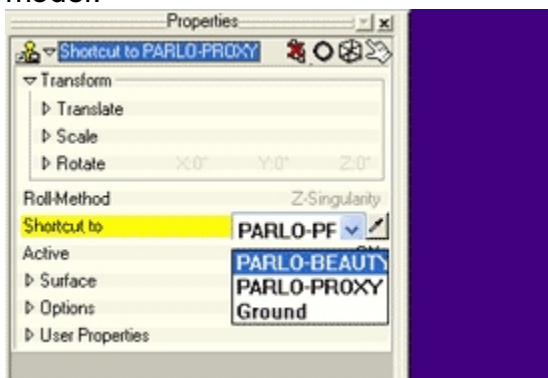 model.
Properties
Shortcut to PARLO-PROXY
Transform
Translate
Scale
Rotate X:0° Y:0° Z:0°
Roll-Method Z-Singularity
Shortcut to PARLO-PF
Active
PARLO-BEAUTY
Surface
PARLO-PROXY
Options
Ground
User Properties